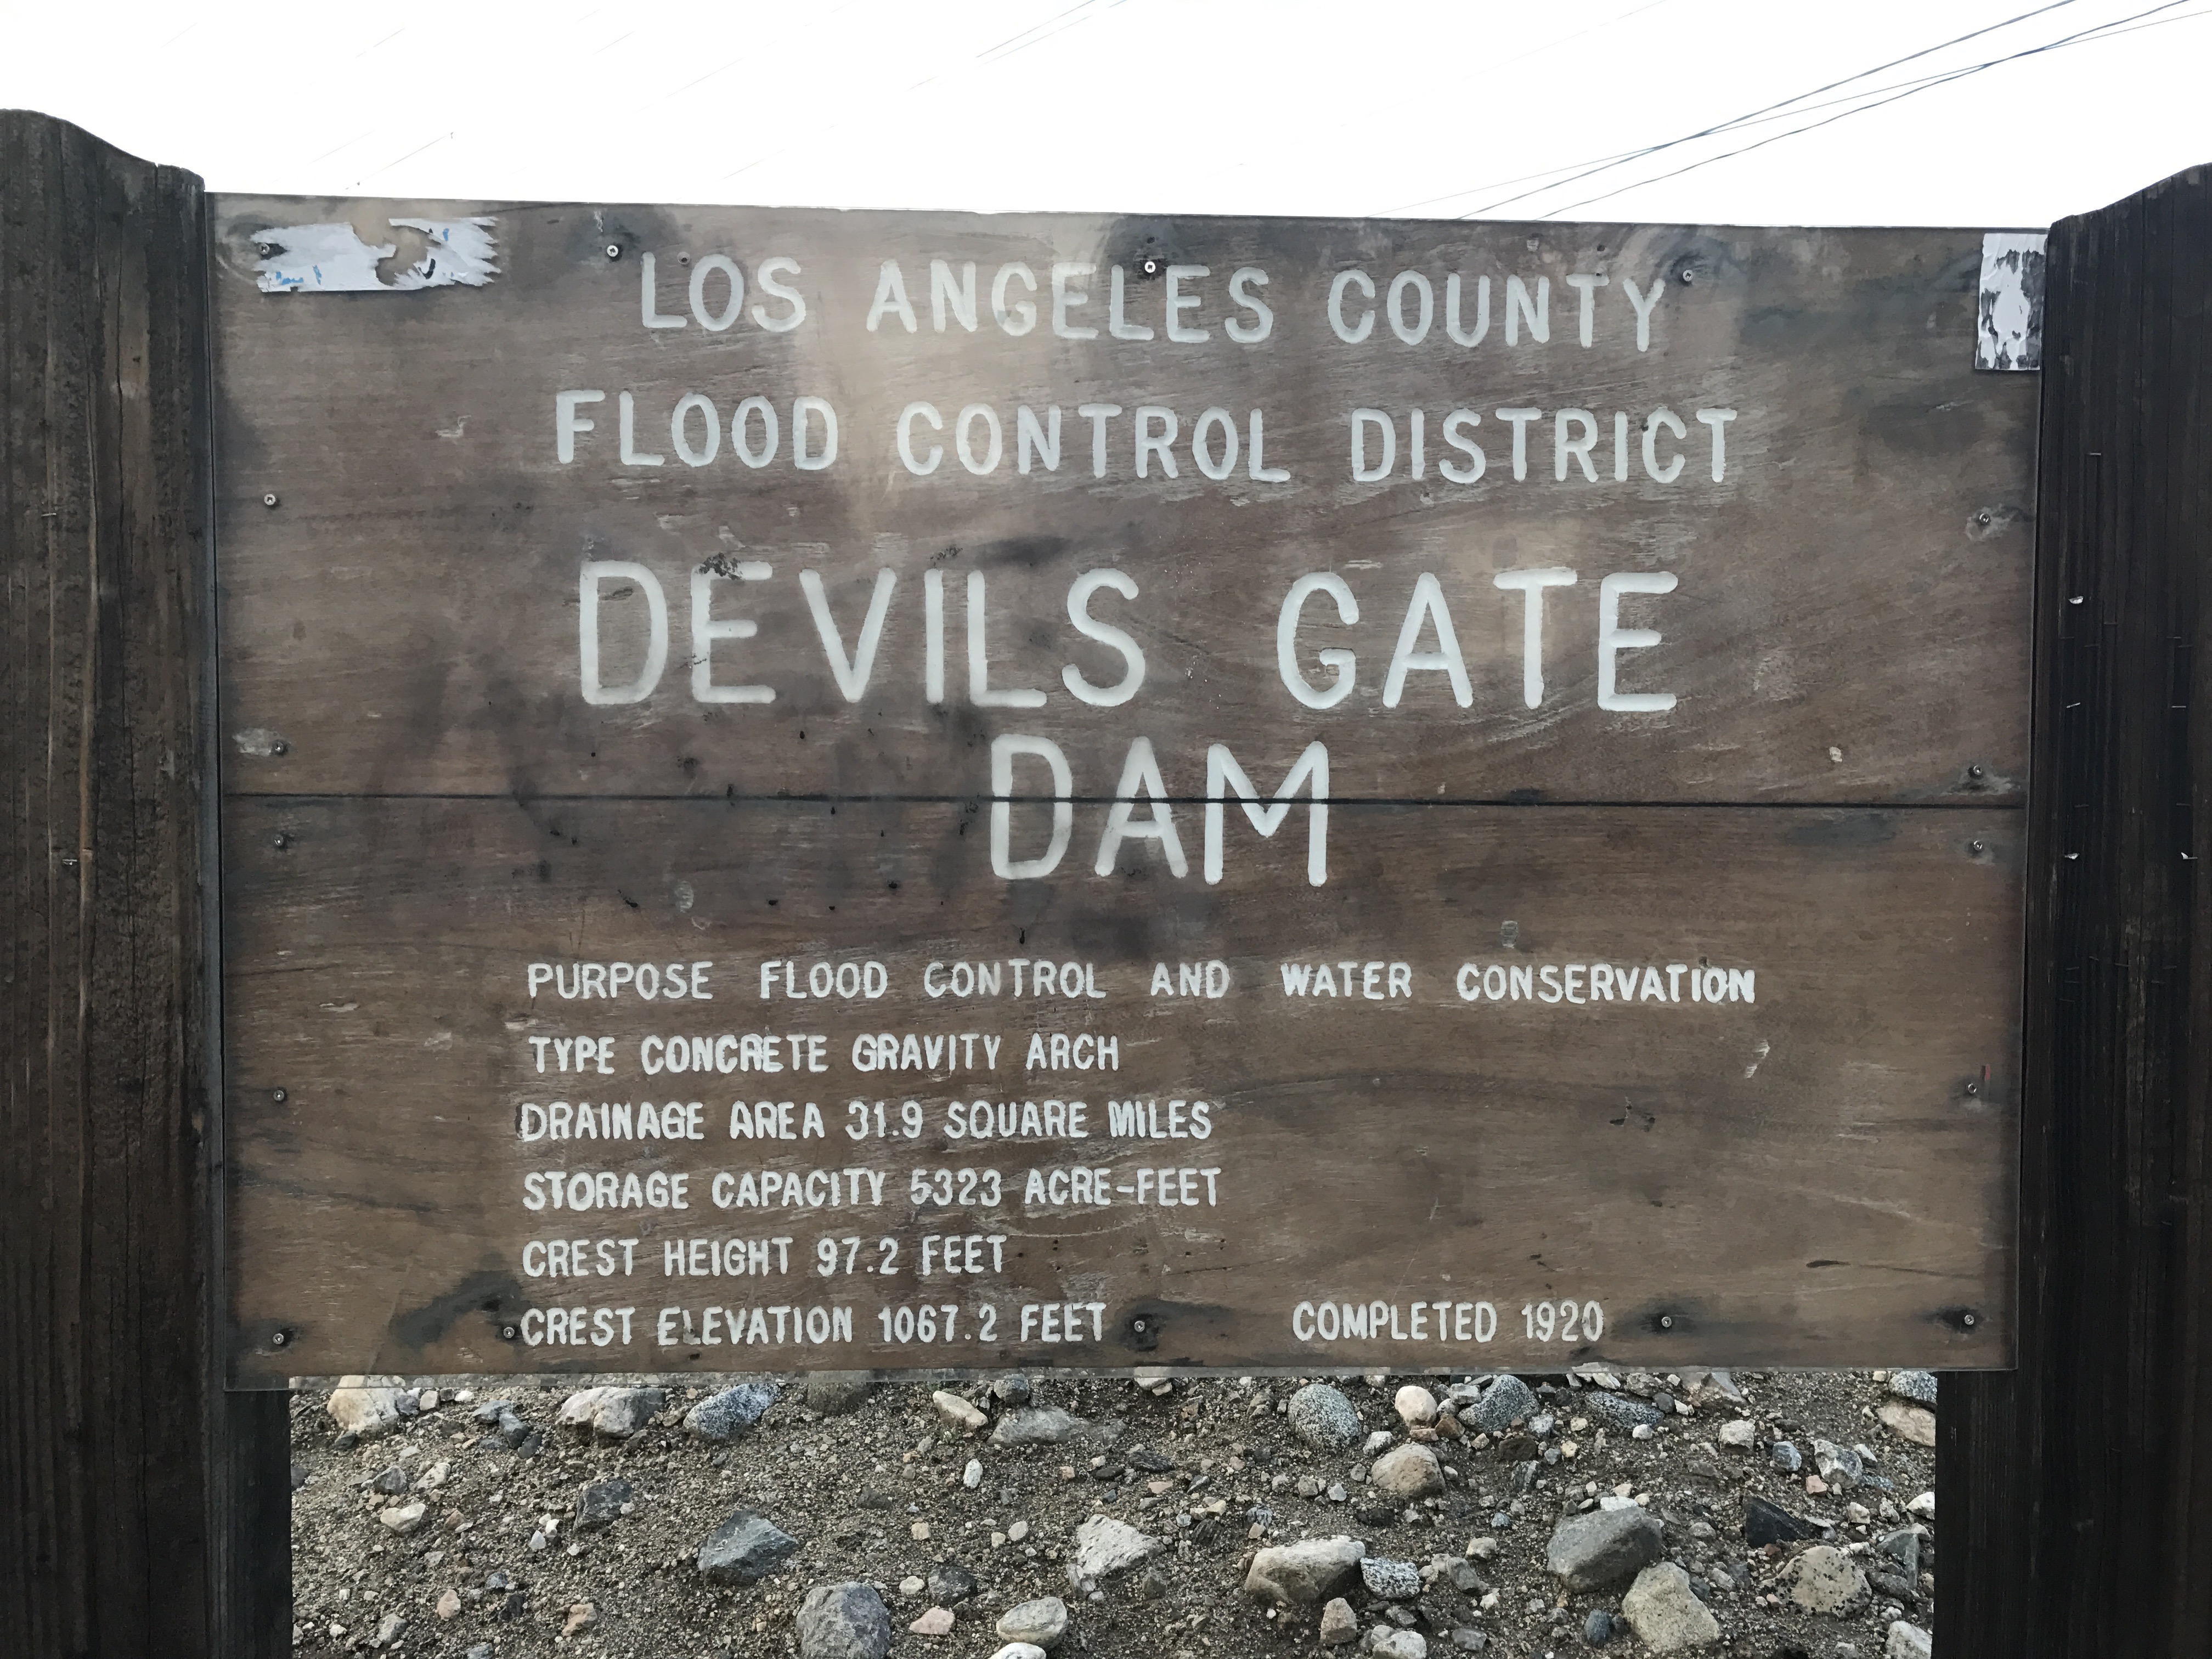 LOS ANGELES COUNTY
FLOOD CONTROL DISTRICT
DEVILS GATE
DAM
PURPOSE FLOOD CONTROL AND WATER CONSERVATION
TYPE CONCRETE GRAVITY ARCH
DRAINAGE AREA 31.9 SQUARE MILES
STORAGE CAPACITY 5323 ACRE-FEET
CREST HEIGHT 97.2 FEET
CREST ELEVATION 1067.2 FEET COMPLETED 1920